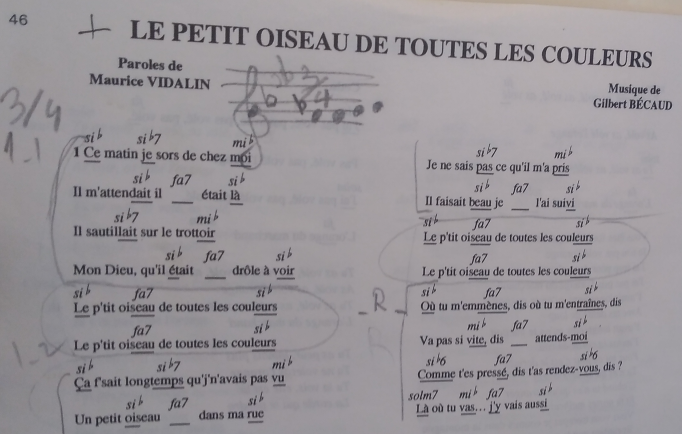 46
+ LE PETIT OISEAU DE TOUTES LES COULEURS
Paroles de
Maurice VIDALIN
Musique de
Gilbert BÉCAUD
3/4
3/4
1_1
si♭ si♭7 mi♭
1 Ce matin je sors de chez moi
si♭ fa7 si♭
Il m'attendait il ___ était là
si♭7 mi♭
Il sautillait sur le trottoir
si♭ fa7 si♭
Mon Dieu, qu'il était ___ drôle à voir
si♭ fa7 si♭
Le p'tit oiseau de toutes les couleurs
fa7 si♭
Le p'tit oiseau de toutes les couleurs
1_2
si♭ si♭7 mi♭
Ça f'sait longtemps qu'j'n'avais pas vu
si♭ fa7 si♭
Un petit oiseau ___ dans ma rue
si♭7 mi♭
Je ne sais pas ce qu'il m'a pris
si♭ fa7 si♭
Il faisait beau je ___ l'ai suivi
si♭ fa7 si♭
Le p'tit oiseau de toutes les couleurs
fa7 si♭
Le p'tit oiseau de toutes les couleurs
_R_
R
si♭ fa7 si♭
Où tu m'emmènes, dis où tu m'entraînes, dis
mi♭ fa7 si♭
Va pas si vite, dis ___ attends-moi
si♭6 fa7 si♭6
Comme t'es pressé, dis t'as rendez-vous, dis ?
solm7 mi♭ fa7 si♭
Là où tu vas... j'y vais aussi